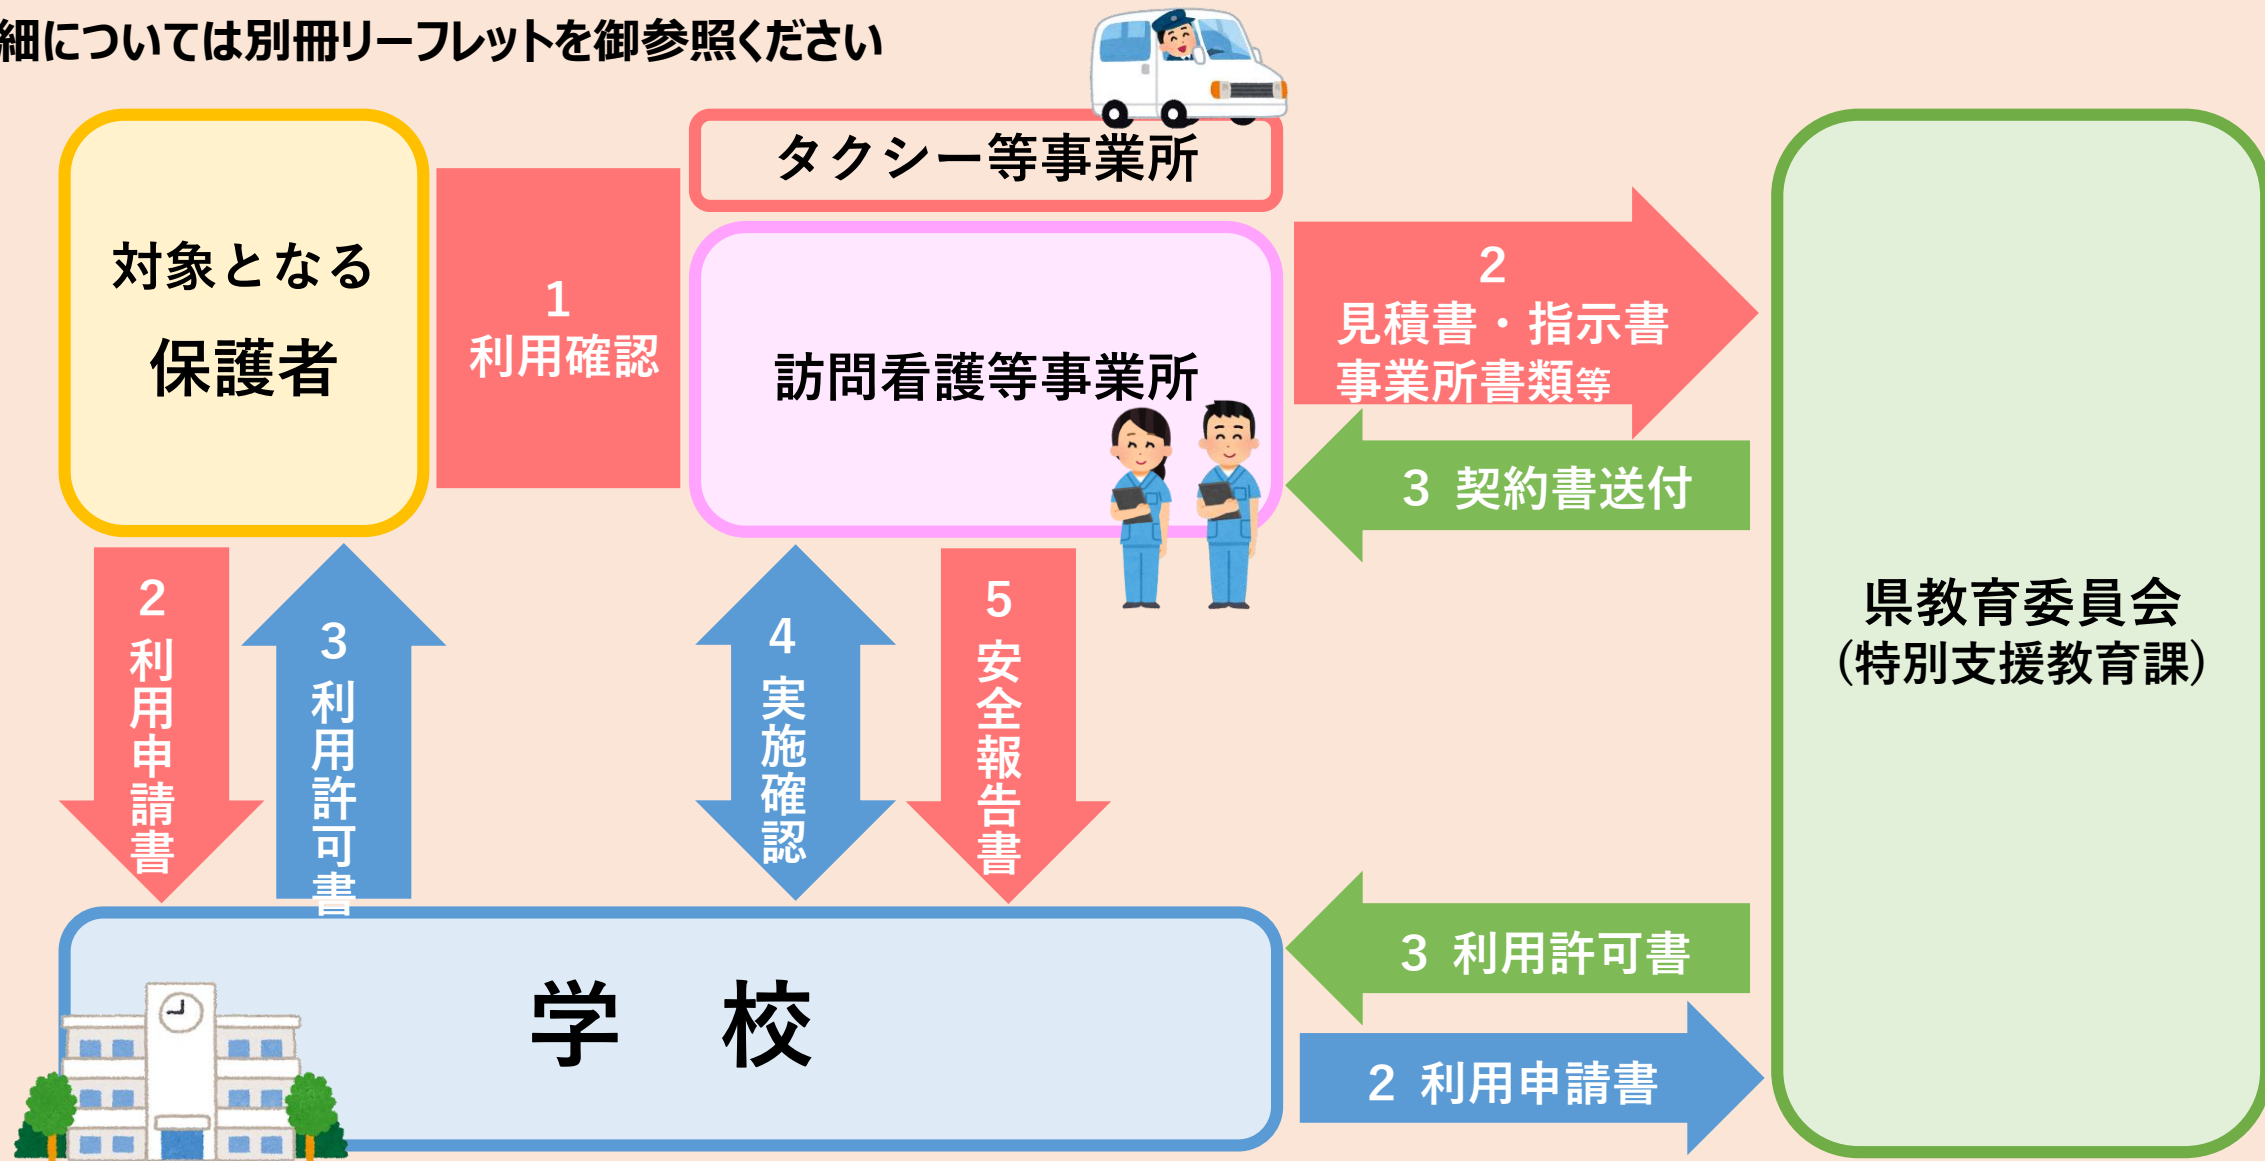 細については別冊リーフレットを御参照ください
タクシー等事業所
対象となる
保護者
1
利用確認
訪問看護等事業所
2
見積書・指示書
事業所書類等
3 契約書送付
県教育委員会
(特別支援教育課)
2
利用申請書
3
利用許可書
4
実施確認
5
安全報告書
3 利用許可書
学 校
2 利用申請書